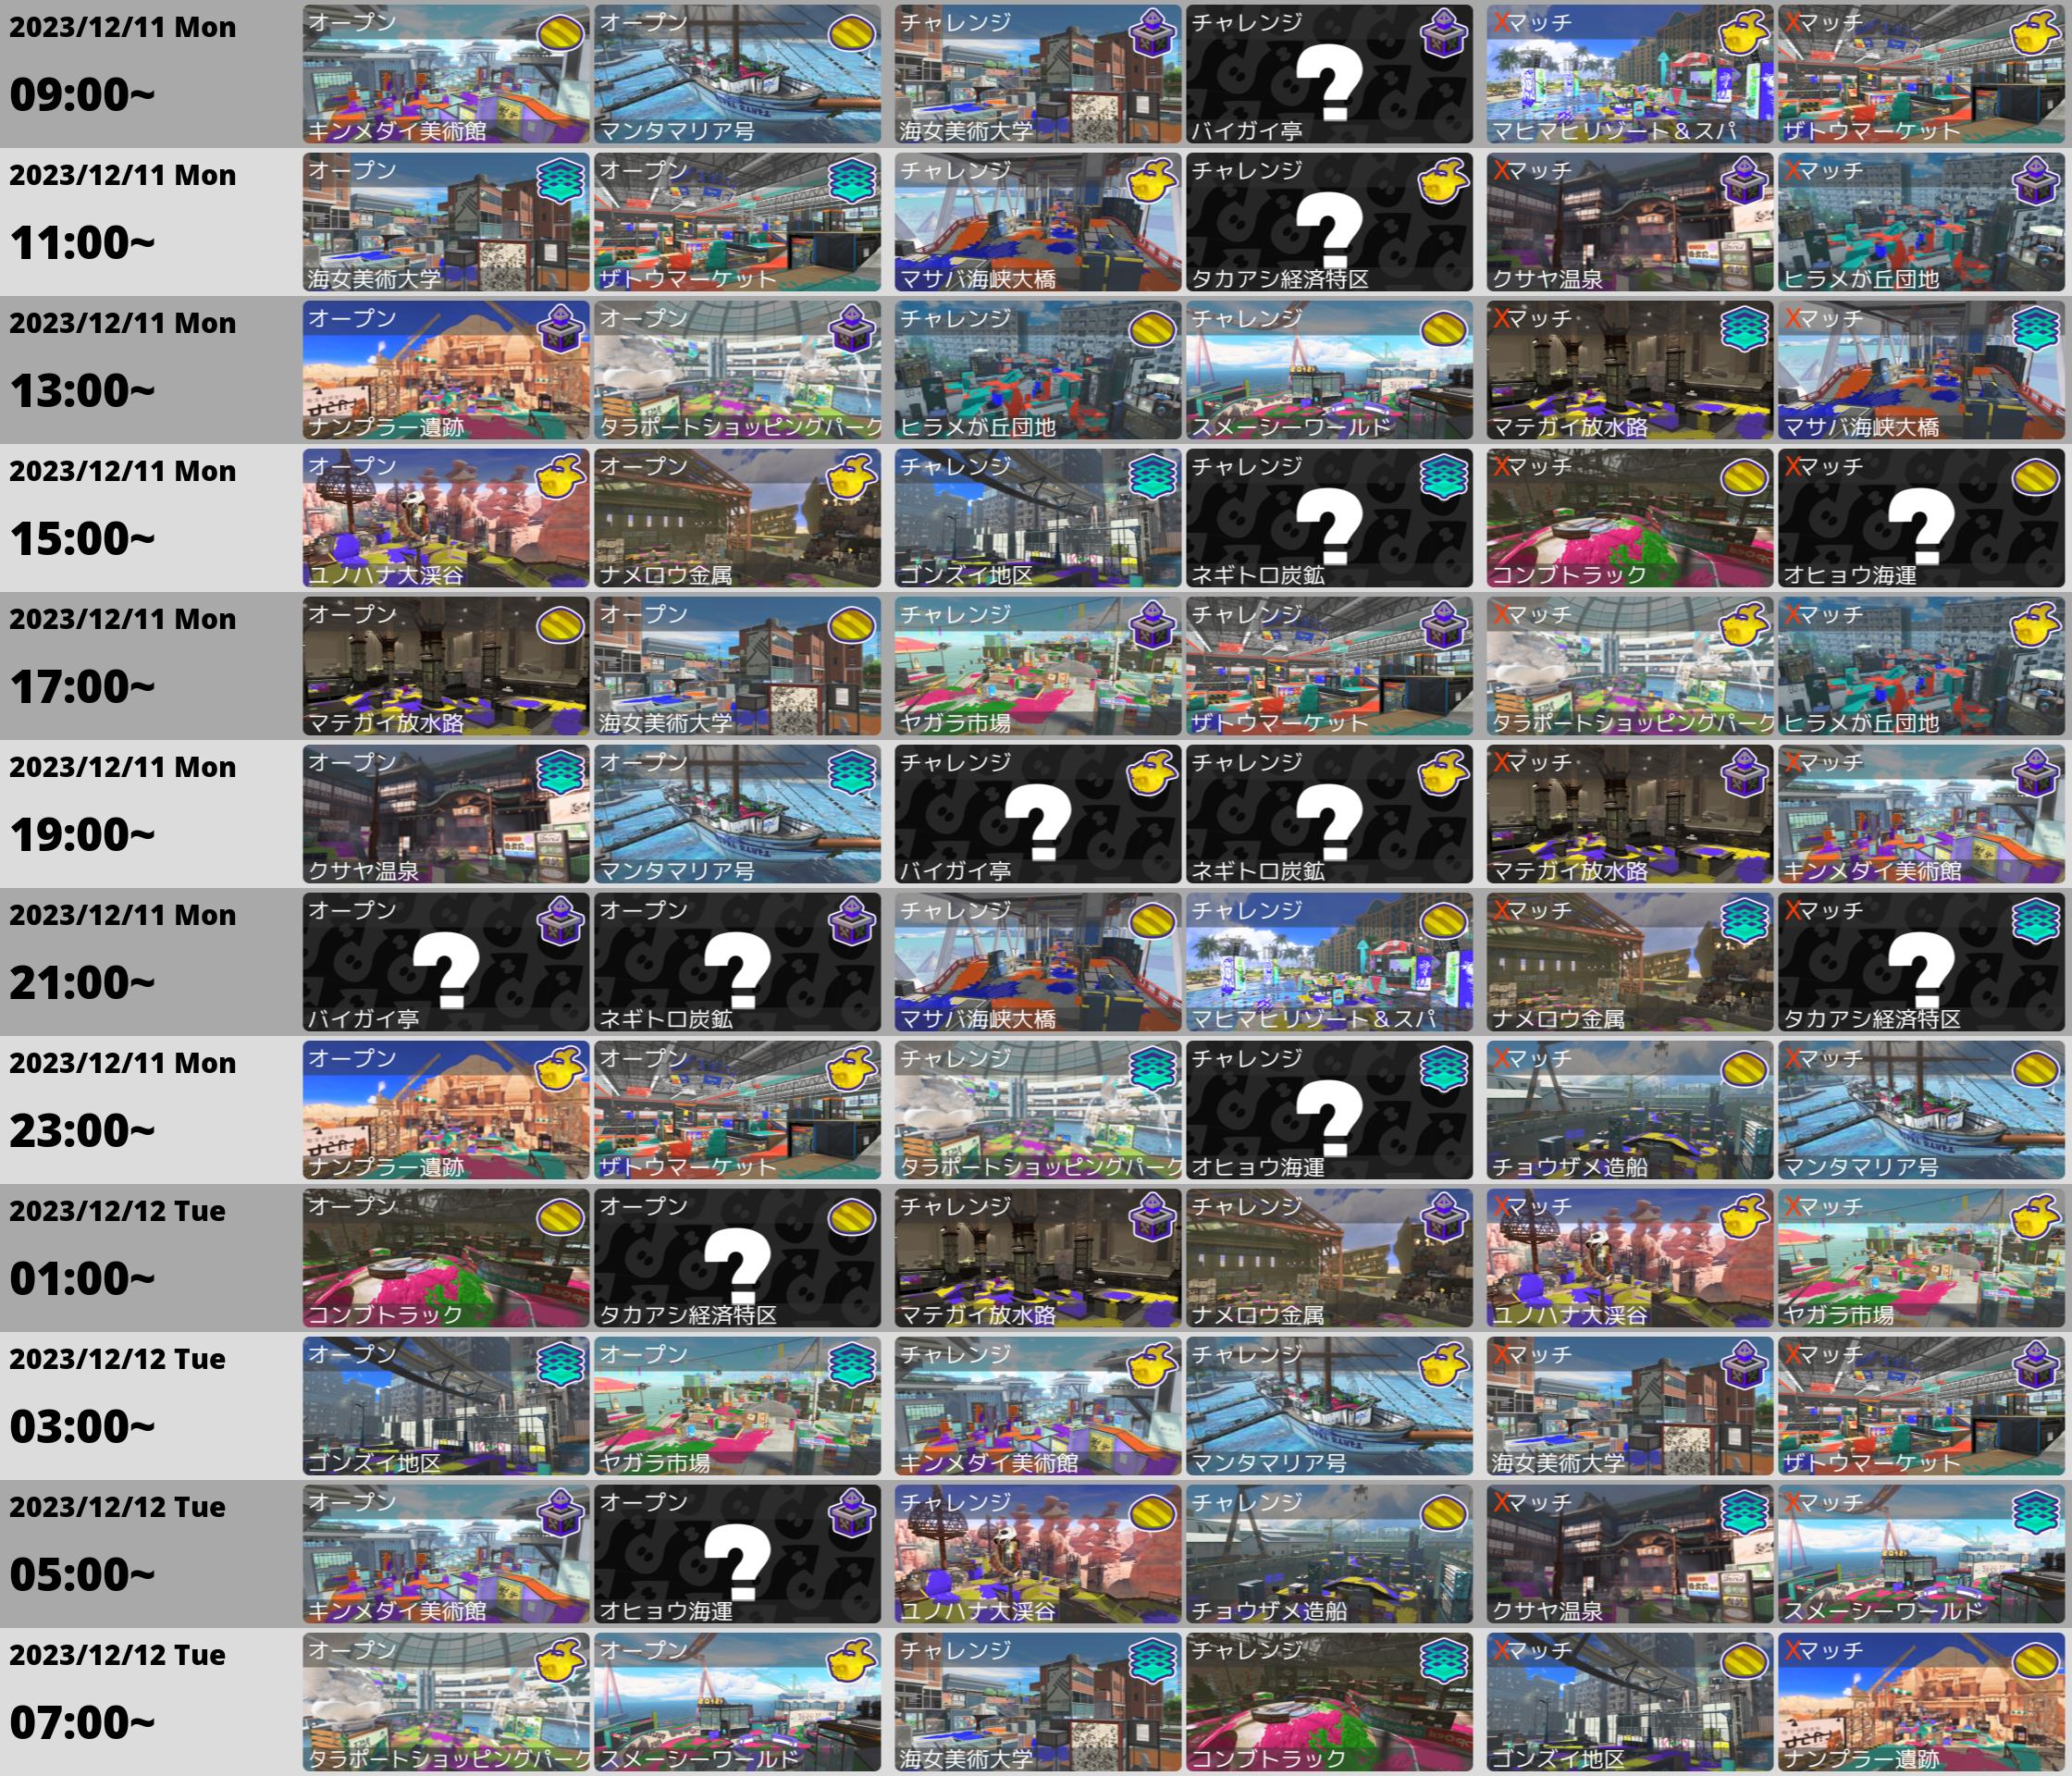 2023/12/11 Mon
09:00~
オープン
キンメダイ美術館
オープン
マンタマリア号
チャレンジ
海女美術大学
チャレンジ
バイガイ亭
Xマッチ
マヒマヒリゾート＆スパ
Xマッチ
ザトウマーケット
2023/12/11 Mon
11:00~
オープン
海女美術大学
オープン
ザトウマーケット
チャレンジ
マサバ海峡大橋
チャレンジ
タカアシ経済特区
Xマッチ
クサヤ温泉
Xマッチ
ヒラメが丘団地
2023/12/11 Mon
13:00~
オープン
ナンプラー遺跡
オープン
タラポートショッピングパーク
チャレンジ
ヒラメが丘団地
チャレンジ
スメーシーワールド
Xマッチ
マテガイ放水路
Xマッチ
マサバ海峡大橋
2023/12/11 Mon
15:00~
オープン
ユノハナ大渓谷
オープン
ナメロウ金属
チャレンジ
ゴンズイ地区
チャレンジ
ネギトロ炭鉱
Xマッチ
コンブトラック
Xマッチ
オヒョウ海運
2023/12/11 Mon
17:00~
オープン
マテガイ放水路
オープン
海女美術大学
チャレンジ
ヤガラ市場
チャレンジ
ザトウマーケット
Xマッチ
タラポートショッピングパーク
Xマッチ
ヒラメが丘団地
2023/12/11 Mon
19:00~
オープン
クサヤ温泉
オープン
マンタマリア号
チャレンジ
バイガイ亭
チャレンジ
ネギトロ炭鉱
Xマッチ
マテガイ放水路
Xマッチ
キンメダイ美術館
2023/12/11 Mon
21:00~
オープン
バイガイ亭
オープン
ネギトロ炭鉱
チャレンジ
マサバ海峡大橋
チャレンジ
マヒマヒリゾート＆スパ
Xマッチ
ナメロウ金属
Xマッチ
タカアシ経済特区
2023/12/11 Mon
23:00~
オープン
ナンプラー遺跡
オープン
ザトウマーケット
チャレンジ
タラポートショッピングパーク
チャレンジ
オヒョウ海運
Xマッチ
チョウザメ造船
Xマッチ
マンタマリア号
2023/12/12 Tue
01:00~
オープン
コンブトラック
オープン
タカアシ経済特区
チャレンジ
マテガイ放水路
チャレンジ
ナメロウ金属
Xマッチ
ユノハナ大渓谷
Xマッチ
ヤガラ市場
2023/12/12 Tue
03:00~
オープン
ゴンズイ地区
オープン
ヤガラ市場
チャレンジ
キンメダイ美術館
チャレンジ
マンタマリア号
Xマッチ
海女美術大学
Xマッチ
ザトウマーケット
2023/12/12 Tue
05:00~
オープン
キンメダイ美術館
オープン
オヒョウ海運
チャレンジ
ユノハナ大渓谷
チャレンジ
チョウザメ造船
Xマッチ
クサヤ温泉
Xマッチ
スメーシーワールド
2023/12/12 Tue
07:00~
オープン
タラポートショッピングパーク
オープン
スメーシーワールド
チャレンジ
海女美術大学
チャレンジ
コンブトラック
Xマッチ
ゴンズイ地区
Xマッチ
ナンプラー遺跡